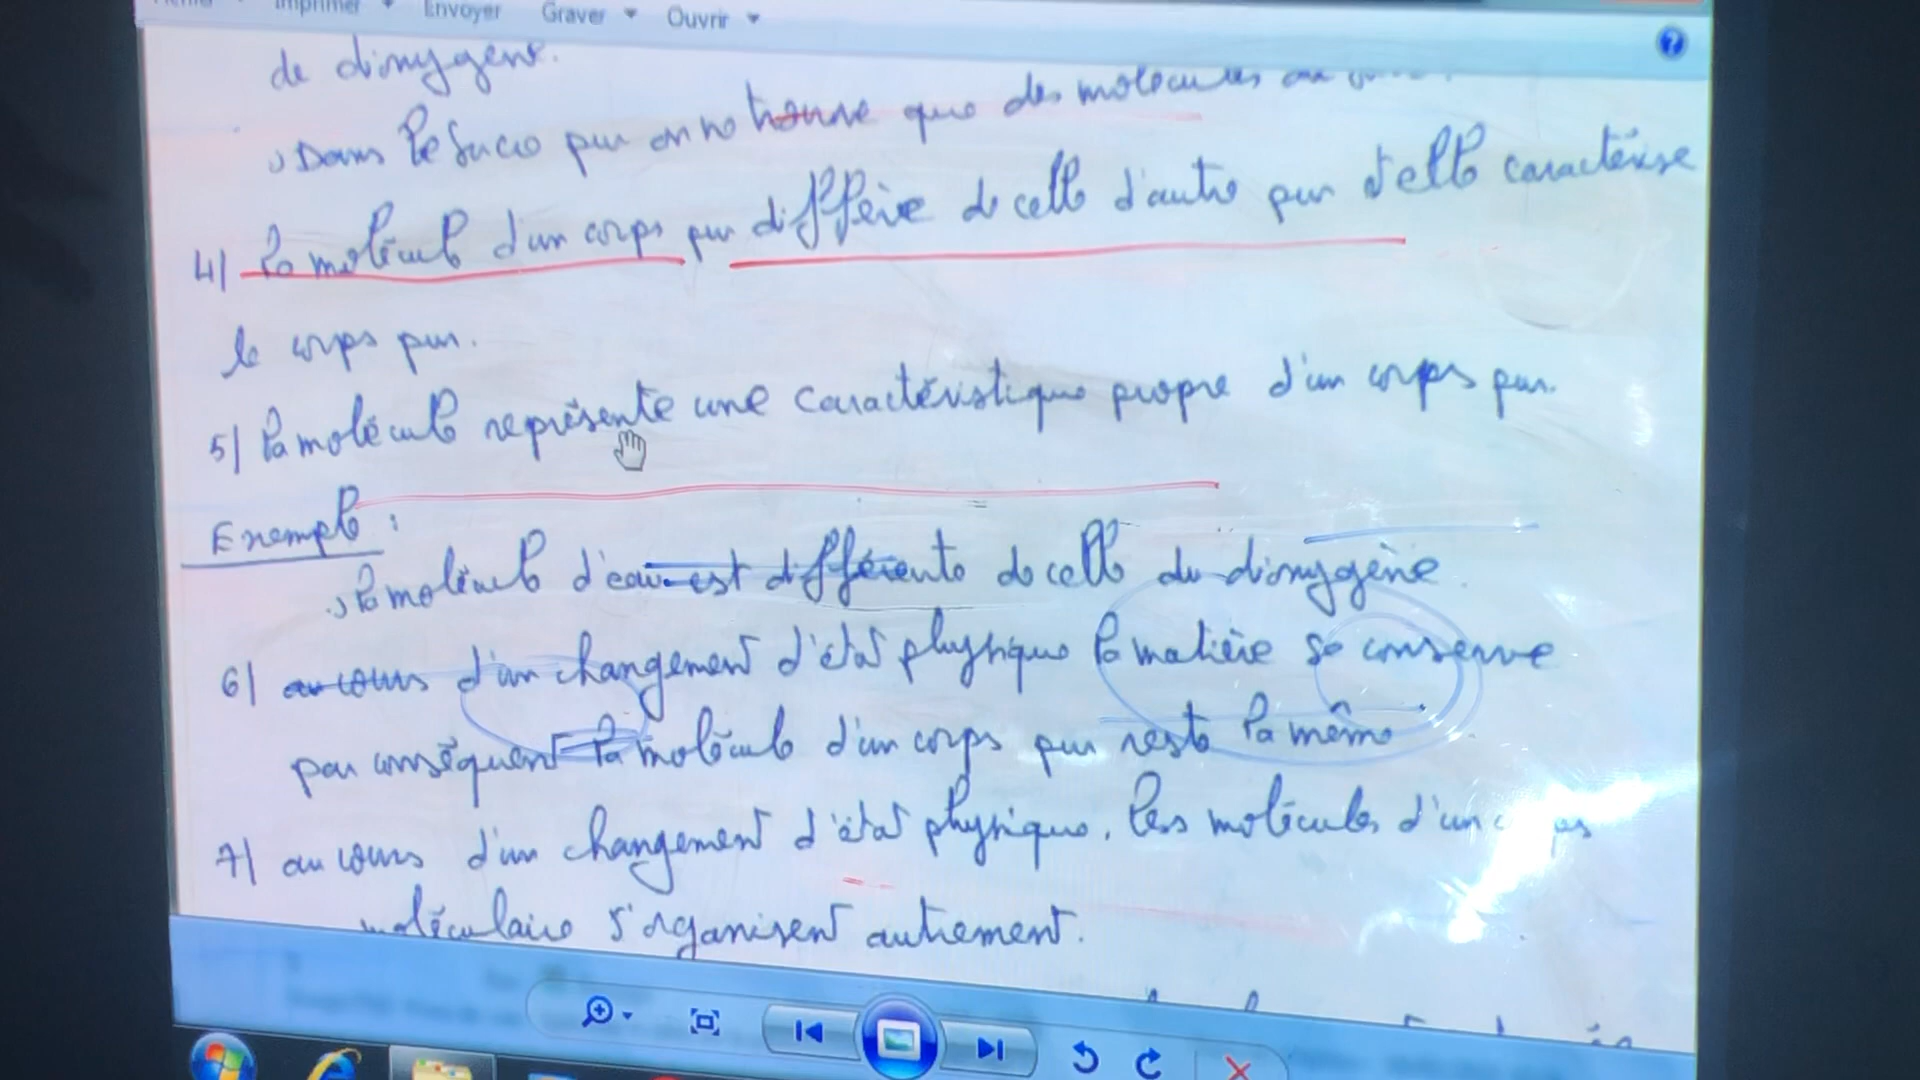 Imprimer Envoyer Graver Ouvrir
de dioxygène.
Dans le sucre pur on ne trouve que des molécules
4) La molécule d'un corps pur diffère de celle d'autre pur et elle caractérise
le corps pur.
5) La molécule représente une caractéristique propre d'un corps pur.
Exemple :
La molécule d'eau est différente de celle du dioxygène.
6) au cours d'un changement d'état physique la matière se conserve
par conséquent la molécule d'un corps pur reste la même
7) au cours d'un changement d'état physique, les molécules d'un corps
moléculaire s'organisent autrement.